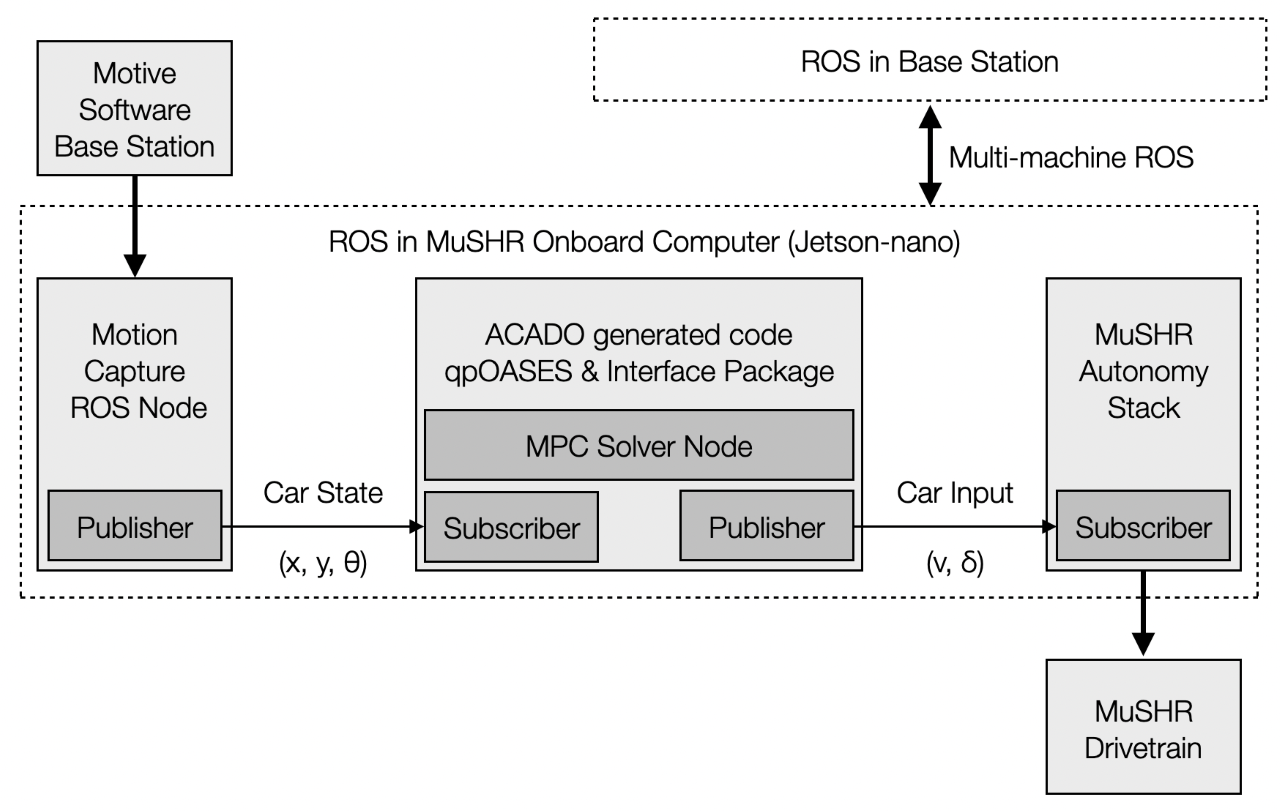 Motive
Software
Base Station
ROS in Base Station
Multi-machine ROS
ROS in MuSHR Onboard Computer (Jetson-nano)
Motion
Capture
ROS Node
Publisher
Car State
(x, y, θ)
ACADO generated code
qpOASES & Interface Package
MPC Solver Node
Subscriber
Publisher
Car Input
(v, δ)
MuSHR
Autonomy
Stack
Subscriber
MuSHR
Drivetrain